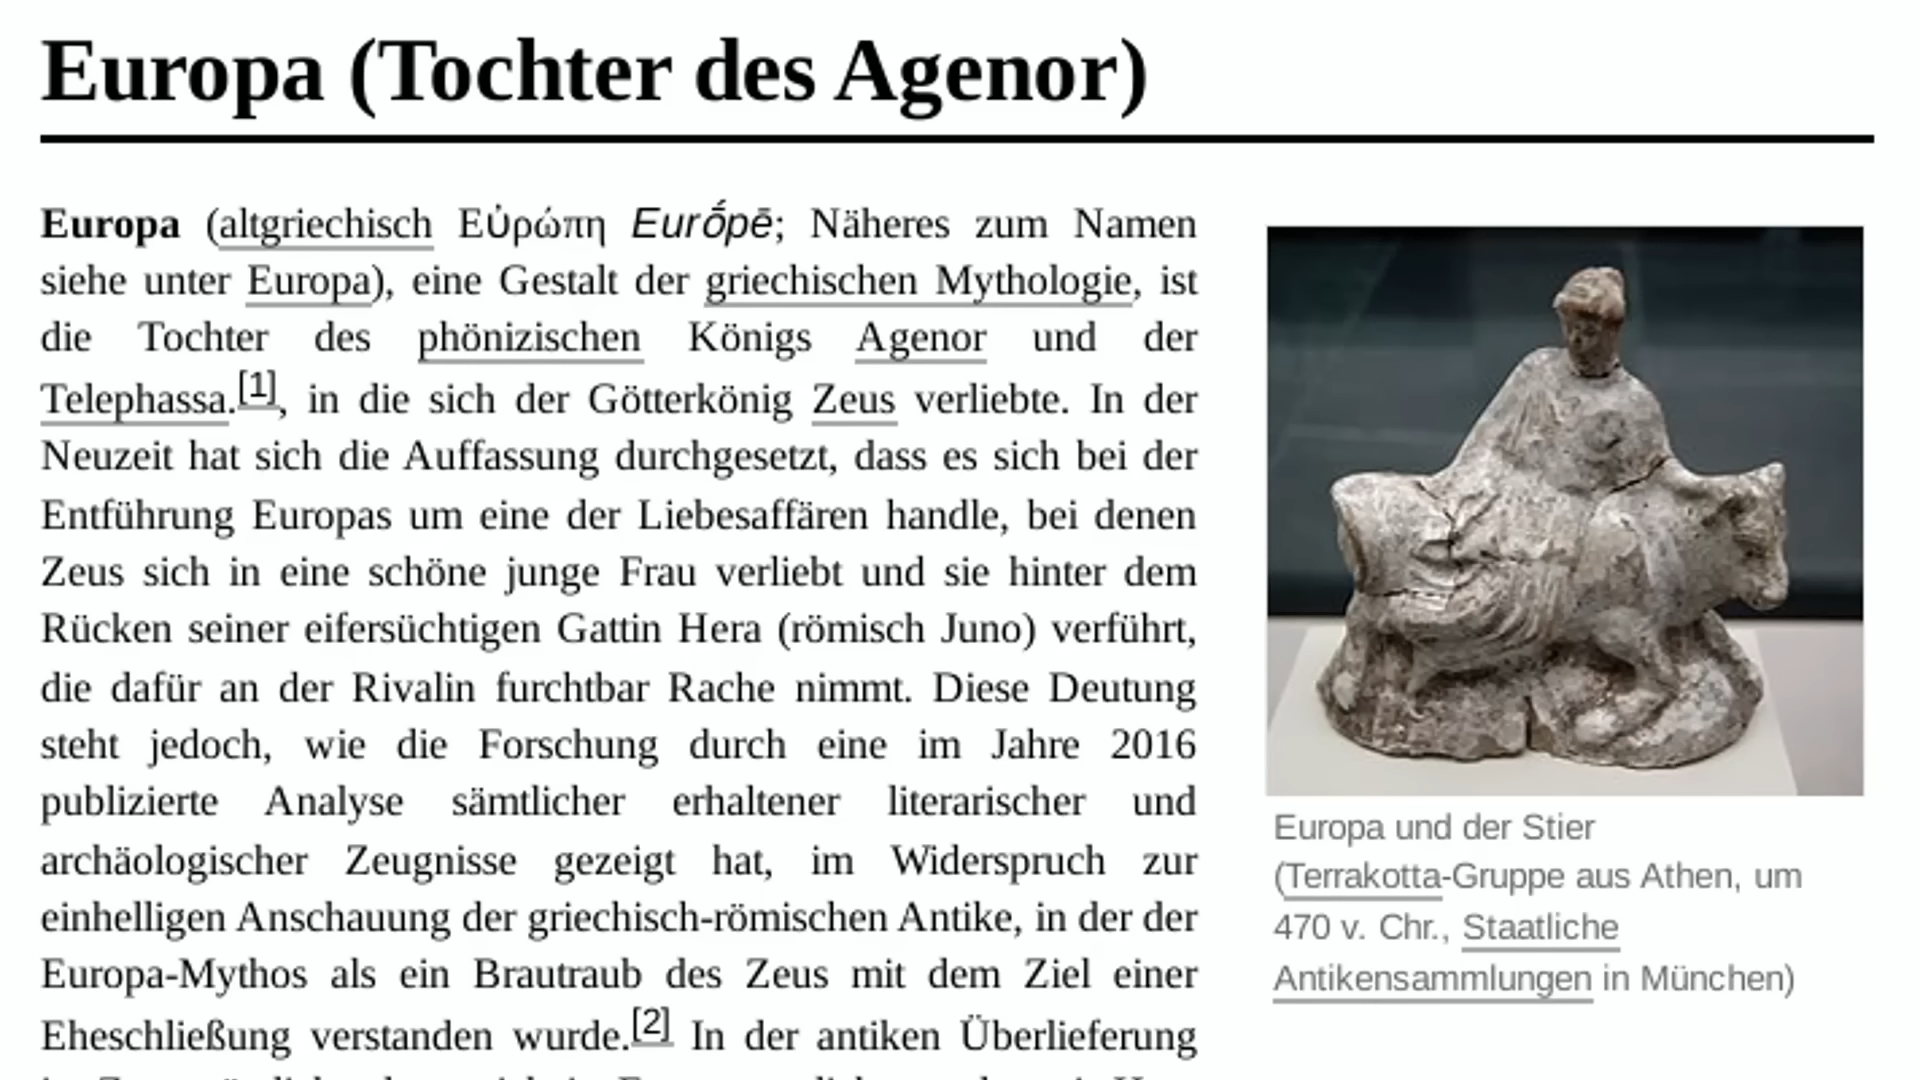 Europa (Tochter des Agenor)
Europa (altgriechisch Εὐρώπη Eurṓpē; Näheres zum Namen
siehe unter Europa), eine Gestalt der griechischen Mythologie, ist
die Tochter des phönizischen Königs Agenor und der
Telephassa.[1], in die sich der Götterkönig Zeus verliebte. In der
Neuzeit hat sich die Auffassung durchgesetzt, dass es sich bei der
Entführung Europas um eine der Liebesaffären handle, bei denen
Zeus sich in eine schöne junge Frau verliebt und sie hinter dem
Rücken seiner eifersüchtigen Gattin Hera (römisch Juno) verführt,
die dafür an der Rivalin furchtbar Rache nimmt. Diese Deutung
steht jedoch, wie die Forschung durch eine im Jahre 2016
publizierte Analyse sämtlicher erhaltener literarischer und
archäologischer Zeugnisse gezeigt hat, im Widerspruch zur
einhelligen Anschauung der griechisch-römischen Antike, in der der
Europa-Mythos als ein Brautraub des Zeus mit dem Ziel einer
Eheschließung verstanden wurde.[2] In der antiken Überlieferung
Europa und der Stier
(Terrakotta-Gruppe aus Athen, um
470 v. Chr., Staatliche
Antikensammlungen in München)